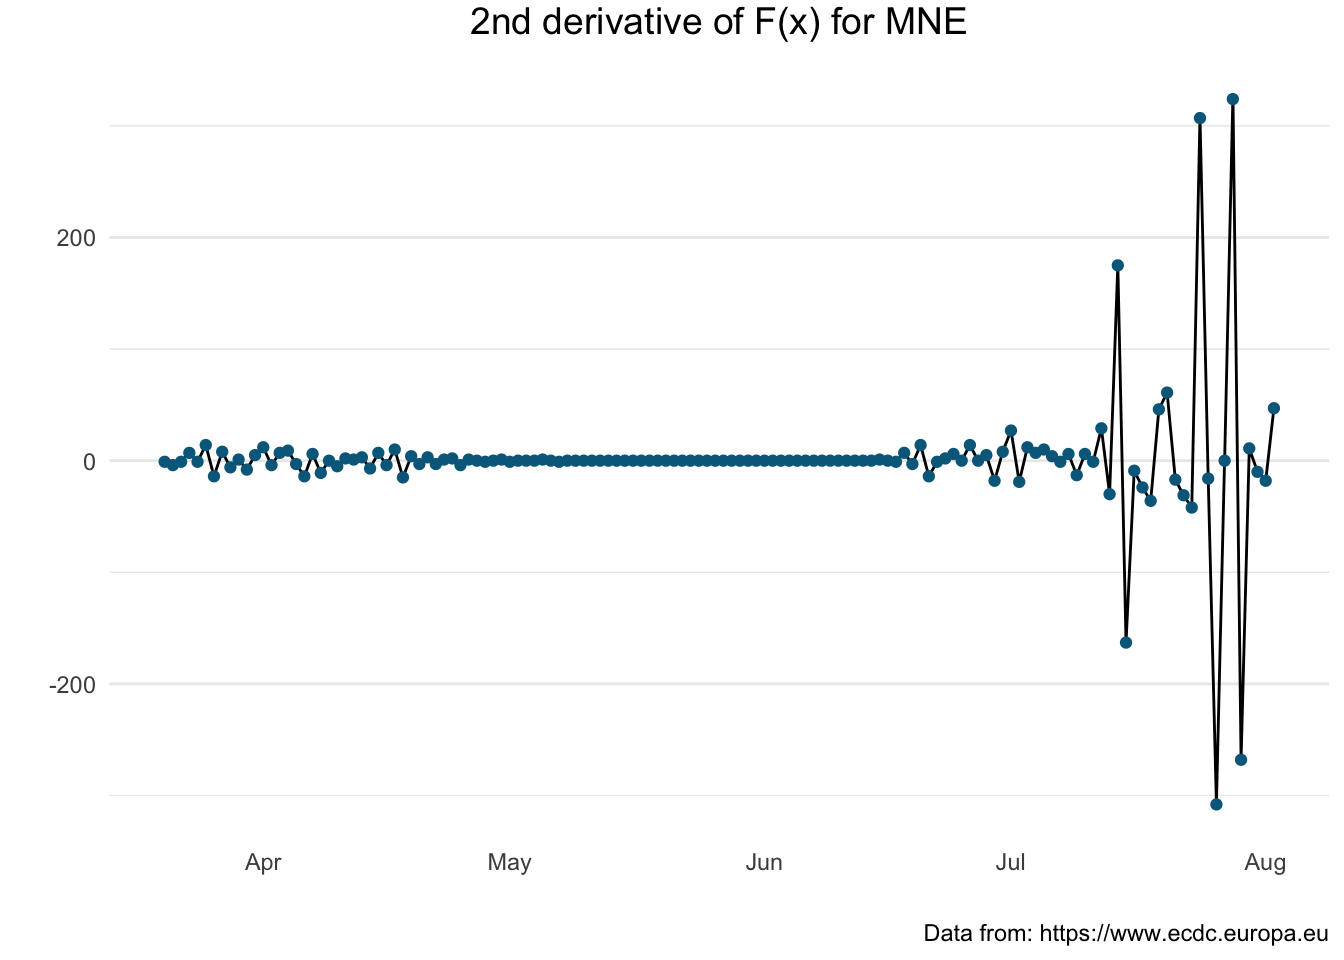 2nd derivative of F(x) for MNE
200
0
-200
Apr May Jun Jul Aug
Data from: https://www.ecdc.europa.eu